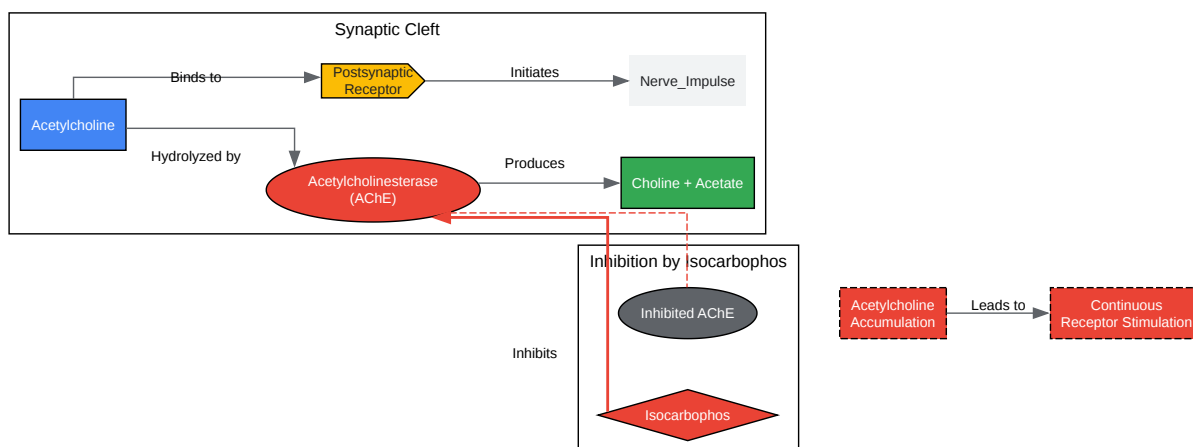 Synaptic Cleft
Binds to
Postsynaptic
Receptor
Initiates
Nerve_Impulse
Acetylcholine
Hydrolyzed by
Acetylcholinesterase
(AChE)
Produces
Choline + Acetate
Inhibition by Isocarbophos
Inhibited AChE
Inhibits
Isocarbophos
Acetylcholine
Accumulation
Leads to
Continuous
Receptor Stimulation